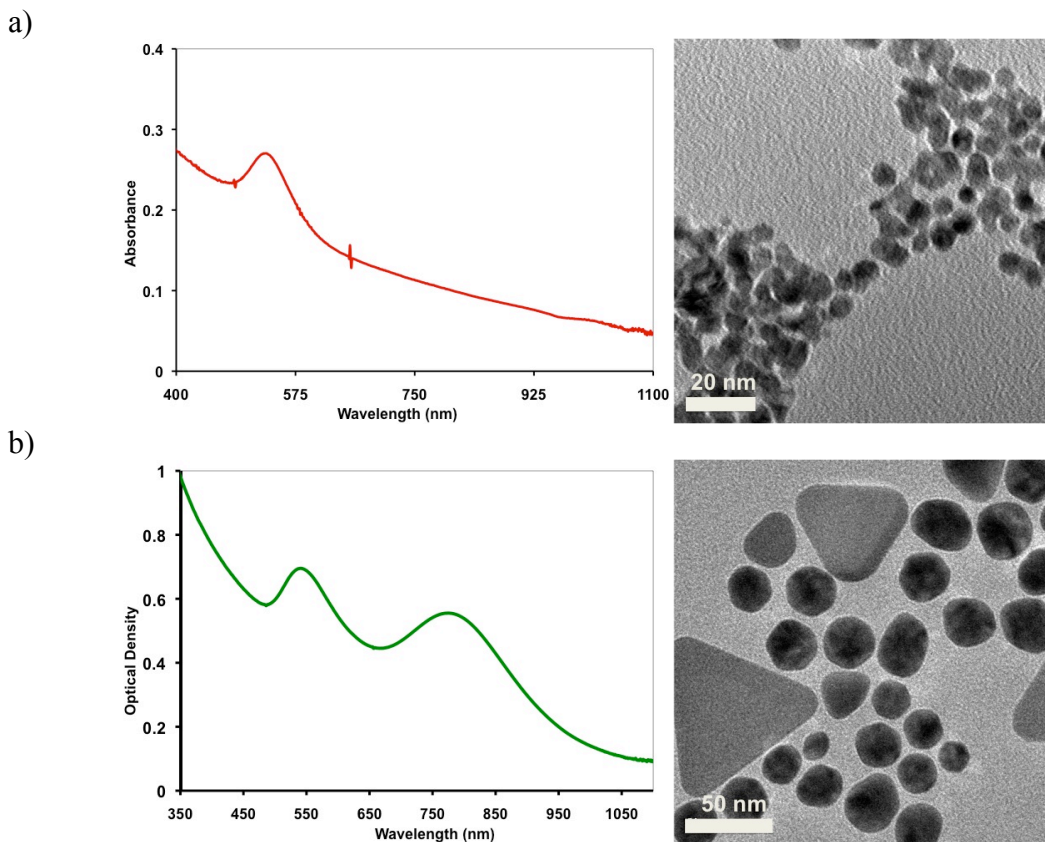 a)
0.4
0.3
0.2
0.1
0
Absorbance
400 575 750 925 1100
Wavelength (nm)
20 nm
b)
1
0.8
0.6
0.4
0.2
0
Optical Density
350 450 550 650 750 850 950 1050
Wavelength (nm)
50 nm